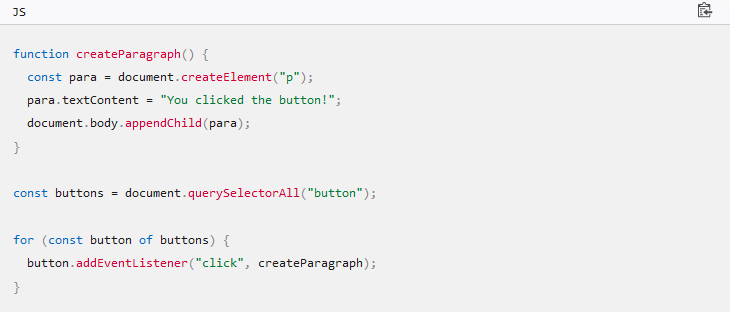 JS
function createParagraph() {
  const para = document.createElement("p");
  para.textContent = "You clicked the button!";
  document.body.appendChild(para);
}
const buttons = document.querySelectorAll("button");
for (const button of buttons) {
  button.addEventListener("click", createParagraph);
}